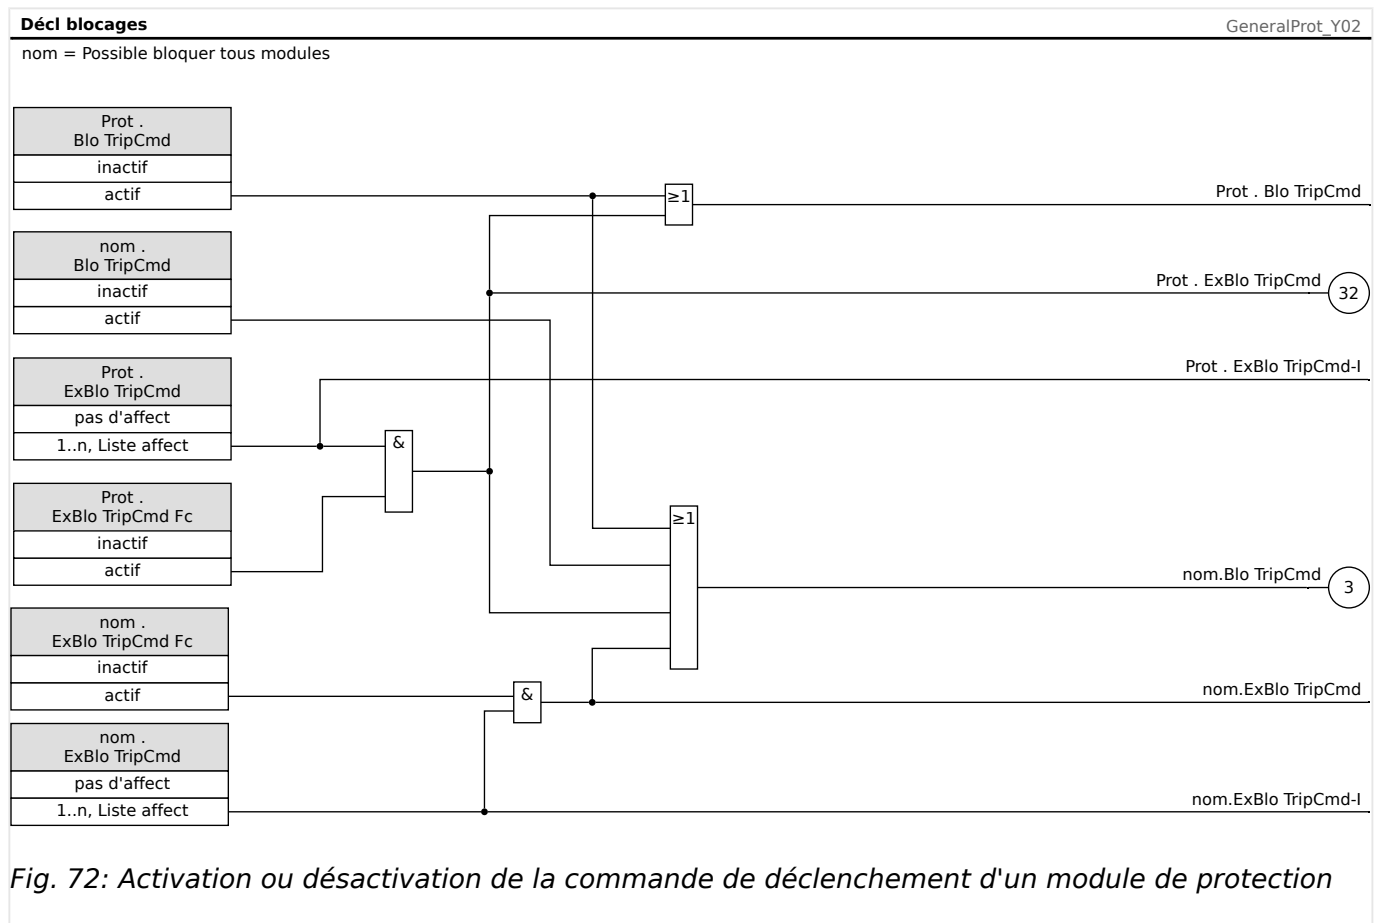 Décl blocages
GeneralProt_Y02
nom = Possible bloquer tous modules
Prot .
Blo TripCmd
inactif
actif
≥1
Prot . Blo TripCmd
nom .
Blo TripCmd
inactif
actif
Prot . ExBlo TripCmd
32
Prot .
ExBlo TripCmd
pas d'affect
1..n, Liste affect
Prot . ExBlo TripCmd-I
&
Prot .
ExBlo TripCmd Fc
inactif
actif
≥1
nom.Blo TripCmd
3
nom .
ExBlo TripCmd Fc
inactif
actif
&
nom.ExBlo TripCmd
nom .
ExBlo TripCmd
pas d'affect
1..n, Liste affect
nom.ExBlo TripCmd-I
Fig. 72: Activation ou désactivation de la commande de déclenchement d'un module de protection